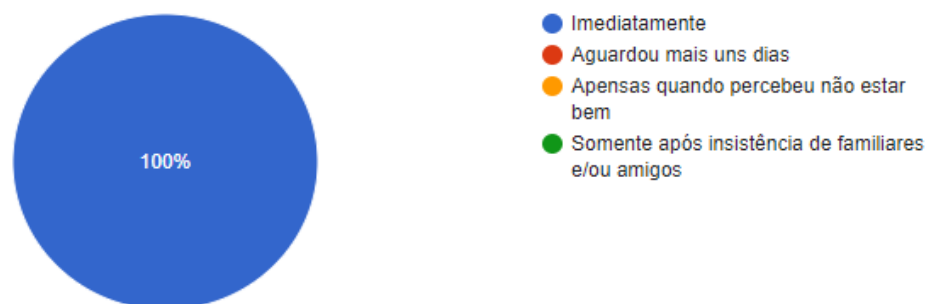 100%
Imediatamente
Aguardou mais uns dias
Apensas quando percebeu não estar
bem
Somente após insistência de familiares
e/ou amigos